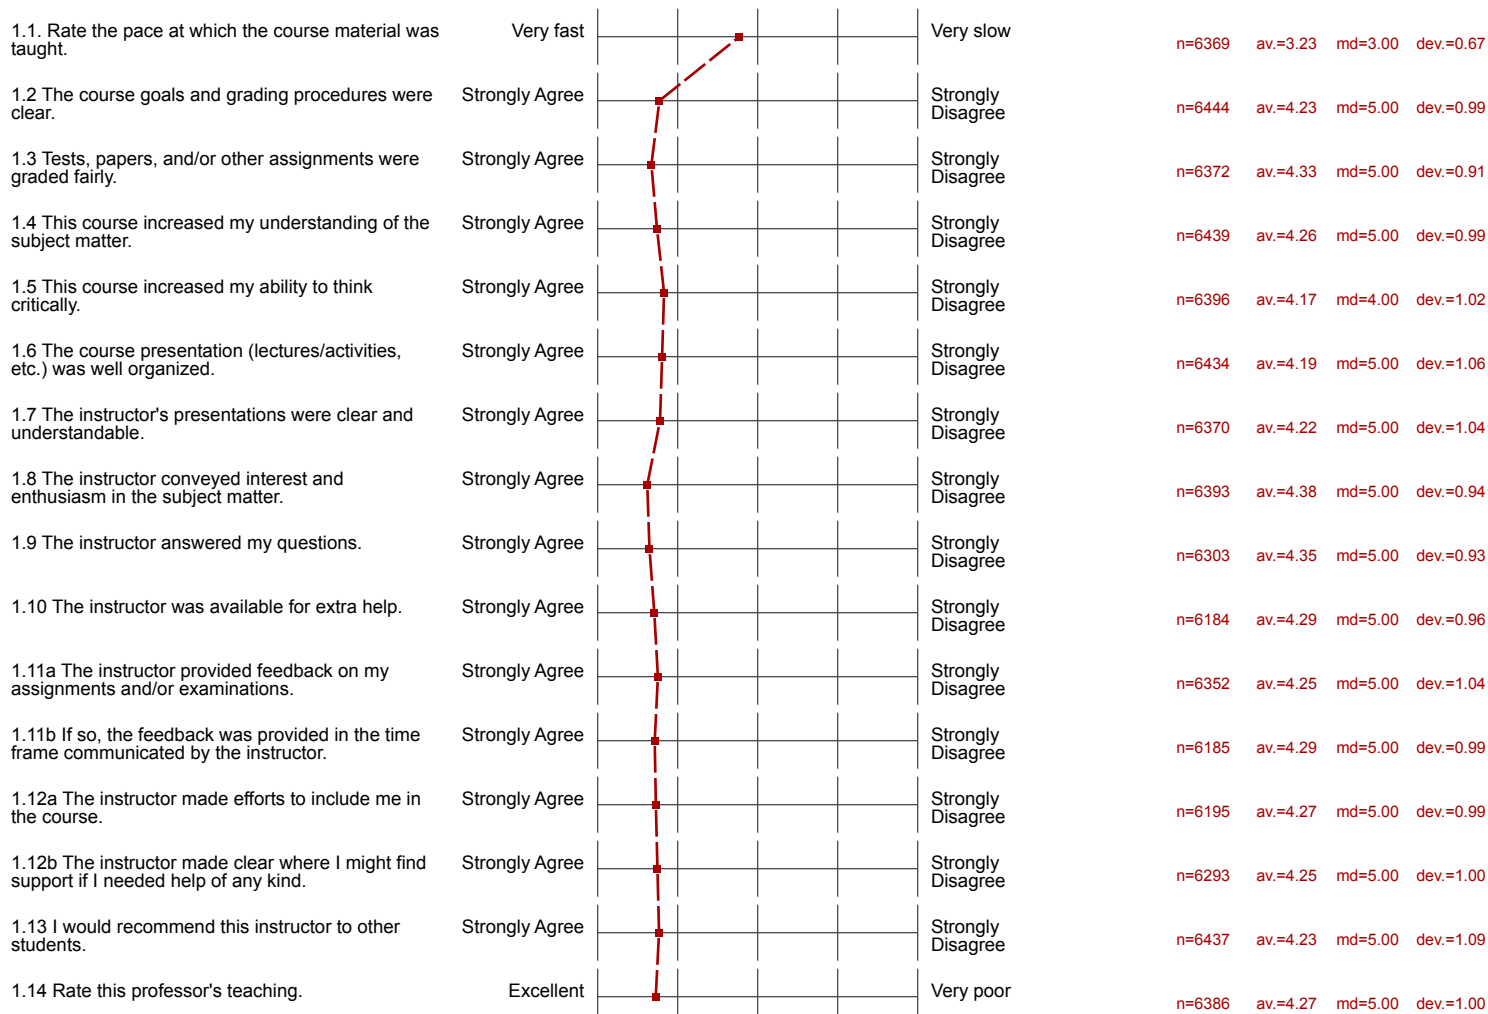 1.1. Rate the pace at which the course material was
taught.
Very fast
Very slow
n=6369 av.=3.23 md=3.00 dev.=0.67
1.2 The course goals and grading procedures were
clear.
Strongly Agree
Strongly
Disagree
n=6444 av.=4.23 md=5.00 dev.=0.99
1.3 Tests, papers, and/or other assignments were
graded fairly.
Strongly Agree
Strongly
Disagree
n=6372 av.=4.33 md=5.00 dev.=0.91
1.4 This course increased my understanding of the
subject matter.
Strongly Agree
Strongly
Disagree
n=6439 av.=4.26 md=5.00 dev.=0.99
1.5 This course increased my ability to think
critically.
Strongly Agree
Strongly
Disagree
n=6396 av.=4.17 md=4.00 dev.=1.02
1.6 The course presentation (lectures/activities,
etc.) was well organized.
Strongly Agree
Strongly
Disagree
n=6434 av.=4.19 md=5.00 dev.=1.06
1.7 The instructor's presentations were clear and
understandable.
Strongly Agree
Strongly
Disagree
n=6370 av.=4.22 md=5.00 dev.=1.04
1.8 The instructor conveyed interest and
enthusiasm in the subject matter.
Strongly Agree
Strongly
Disagree
n=6393 av.=4.38 md=5.00 dev.=0.94
1.9 The instructor answered my questions.
Strongly Agree
Strongly
Disagree
n=6303 av.=4.35 md=5.00 dev.=0.93
1.10 The instructor was available for extra help.
Strongly Agree
Strongly
Disagree
n=6184 av.=4.29 md=5.00 dev.=0.96
1.11a The instructor provided feedback on my
assignments and/or examinations.
Strongly Agree
Strongly
Disagree
n=6352 av.=4.25 md=5.00 dev.=1.04
1.11b If so, the feedback was provided in the time
frame communicated by the instructor.
Strongly Agree
Strongly
Disagree
n=6185 av.=4.29 md=5.00 dev.=0.99
1.12a The instructor made efforts to include me in
the course.
Strongly Agree
Strongly
Disagree
n=6195 av.=4.27 md=5.00 dev.=0.99
1.12b The instructor made clear where I might find
support if I needed help of any kind.
Strongly Agree
Strongly
Disagree
n=6293 av.=4.25 md=5.00 dev.=1.00
1.13 I would recommend this instructor to other
students.
Strongly Agree
Strongly
Disagree
n=6437 av.=4.23 md=5.00 dev.=1.09
1.14 Rate this professor's teaching.
Excellent
Very poor
n=6386 av.=4.27 md=5.00 dev.=1.00